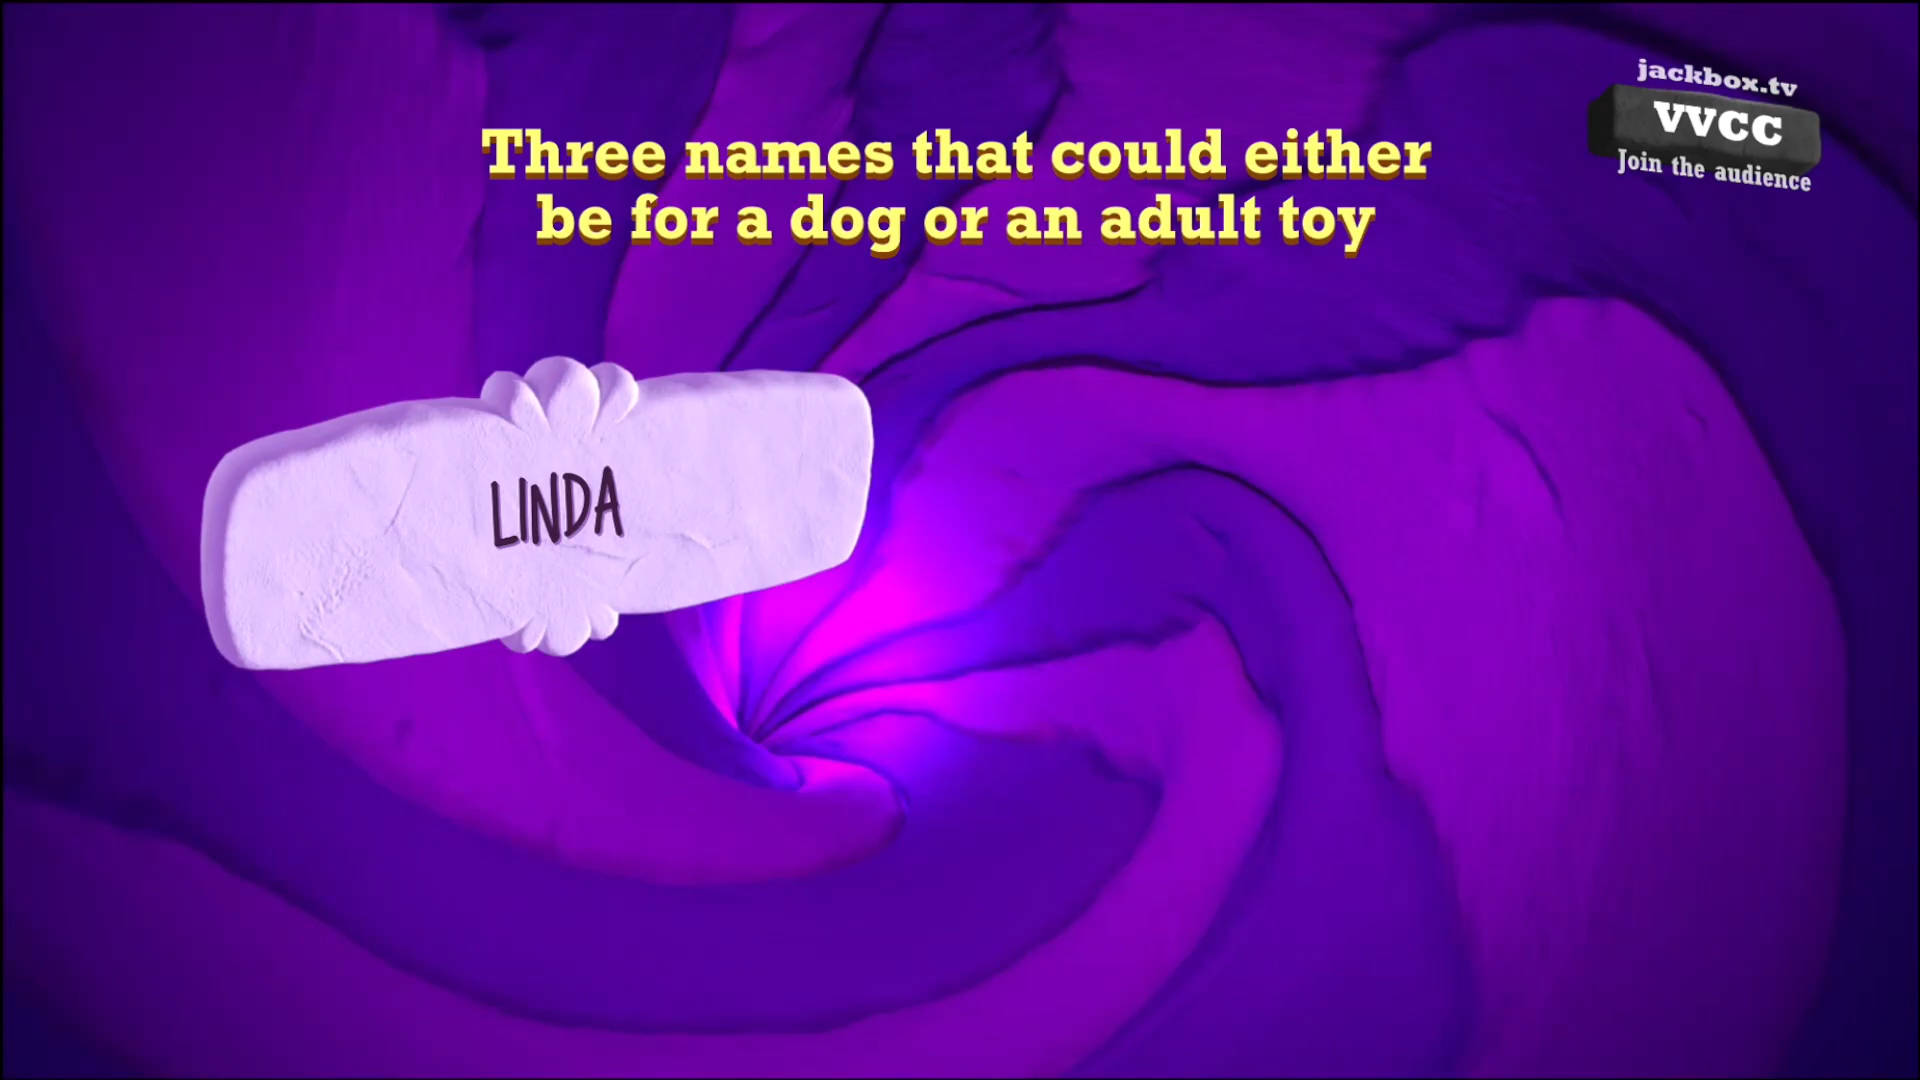 jackbox.tv
VVCC
Join the audience
Three names that could either
be for a dog or an adult toy
LINDA